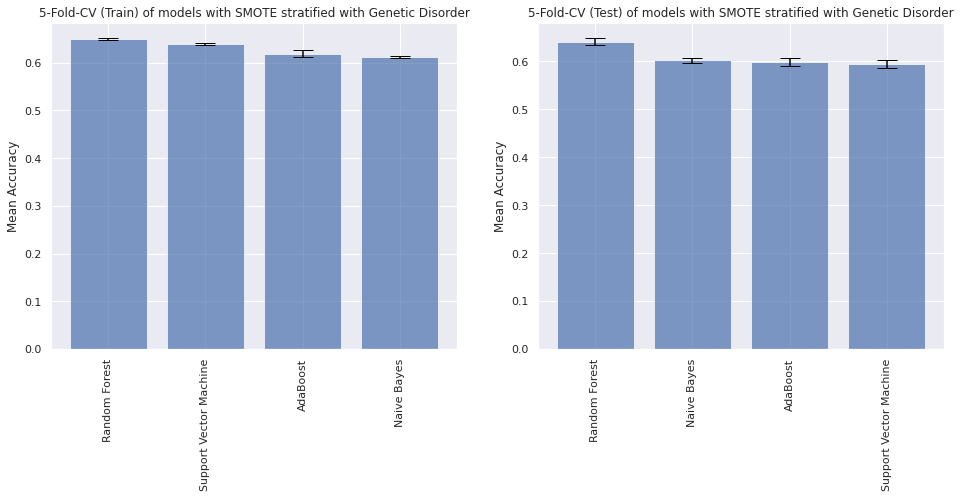 5-Fold-CV (Train) of models with SMOTE stratified with Genetic Disorder
Mean Accuracy
0.6
0.5
0.4
0.3
0.2
0.1
0.0
Random Forest
Support Vector Machine
AdaBoost
Naive Bayes
5-Fold-CV (Test) of models with SMOTE stratified with Genetic Disorder
Mean Accuracy
0.6
0.5
0.4
0.3
0.2
0.1
0.0
Random Forest
Naive Bayes
AdaBoost
Support Vector Machine